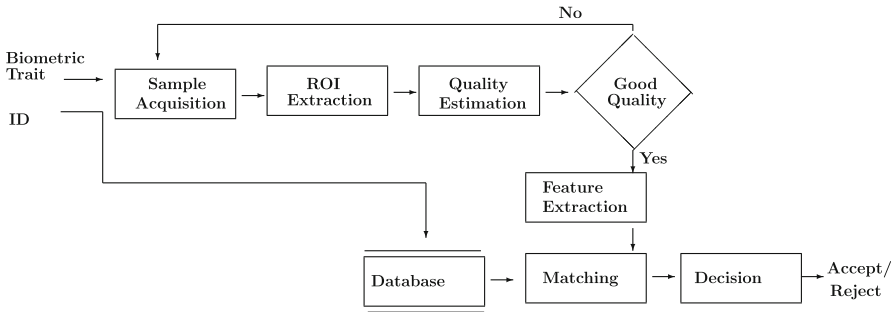 No
Biometric
Trait
Sample
Acquisition
ROI
Extraction
Quality
Estimation
Good
Quality
ID
Yes
Feature
Extraction
Database
Matching
Decision
Accept/
Reject